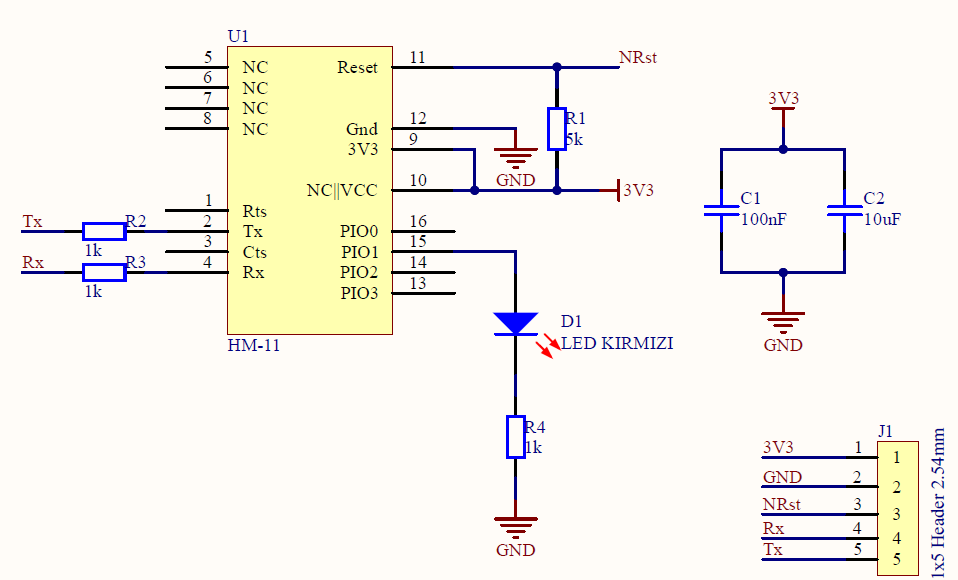 U1
5 NC
6 NC
7 NC
8 NC
1 Rts
2 Tx
3 Cts
4 Rx
Reset 11
Gnd 12
3V3 9
NC||VCC 10
PIO0 16
PIO1 15
PIO2 14
PIO3 13
HM-11
Tx
R2
1k
Rx
R3
1k
NRst
R1
5k
GND
3V3
D1
LED KIRMIZI
R4
1k
GND
3V3
C1
100nF
C2
10uF
GND
J1
3V3 1 1
GND 2 2
NRst 3 3
Rx 4 4
Tx 5 5
1x5 Header 2.54mm